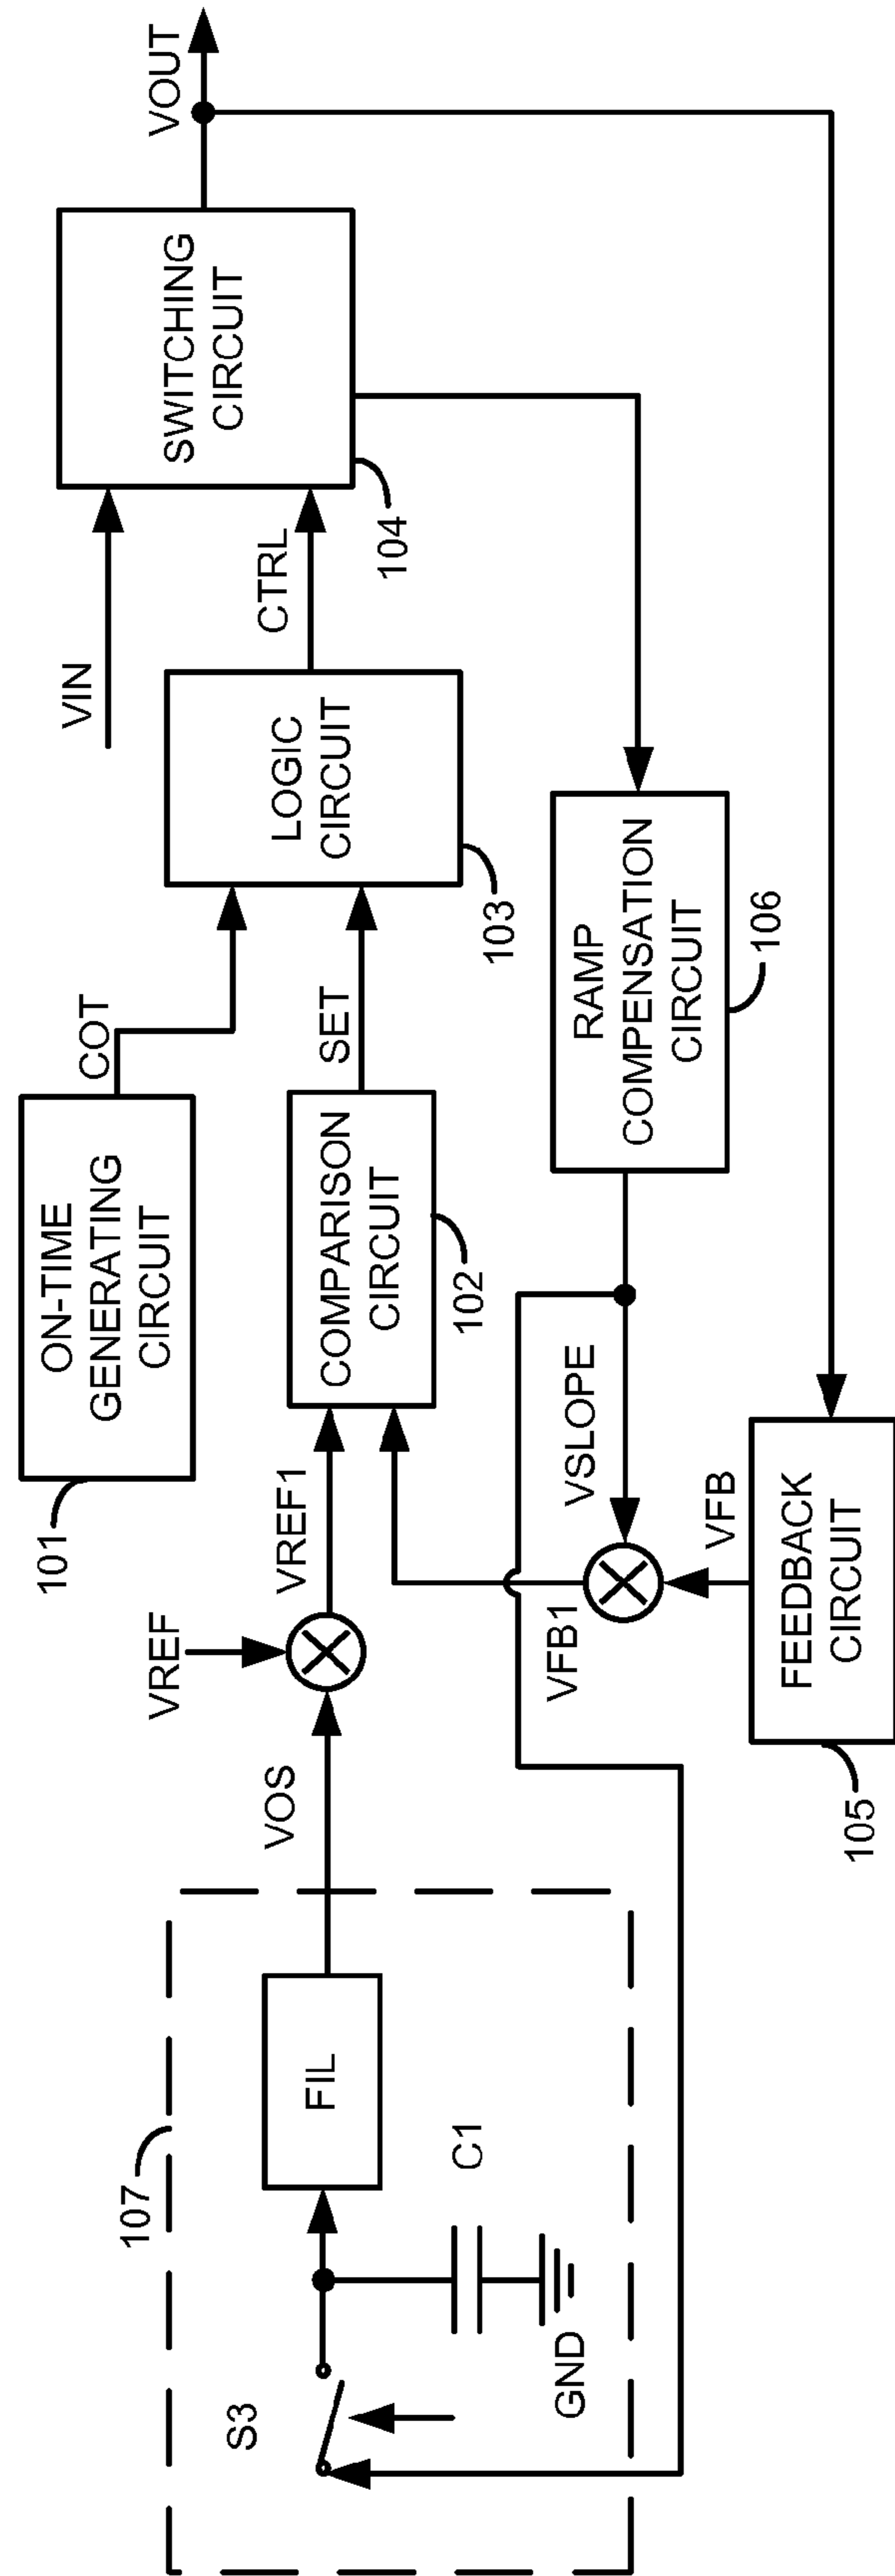 VOUT
SWITCHING
CIRCUIT
104
VIN
CTRL
LOGIC
CIRCUIT
103
COT
SET
ON-TIME
GENERATING
CIRCUIT
101
COMPARISON
CIRCUIT
102
RAMP
COMPENSATION
CIRCUIT
106
VREF
VREF1
VSLOPE
VFB1
VFB
FEEDBACK
CIRCUIT
105
VOS
107
FIL
C1
S3
GND